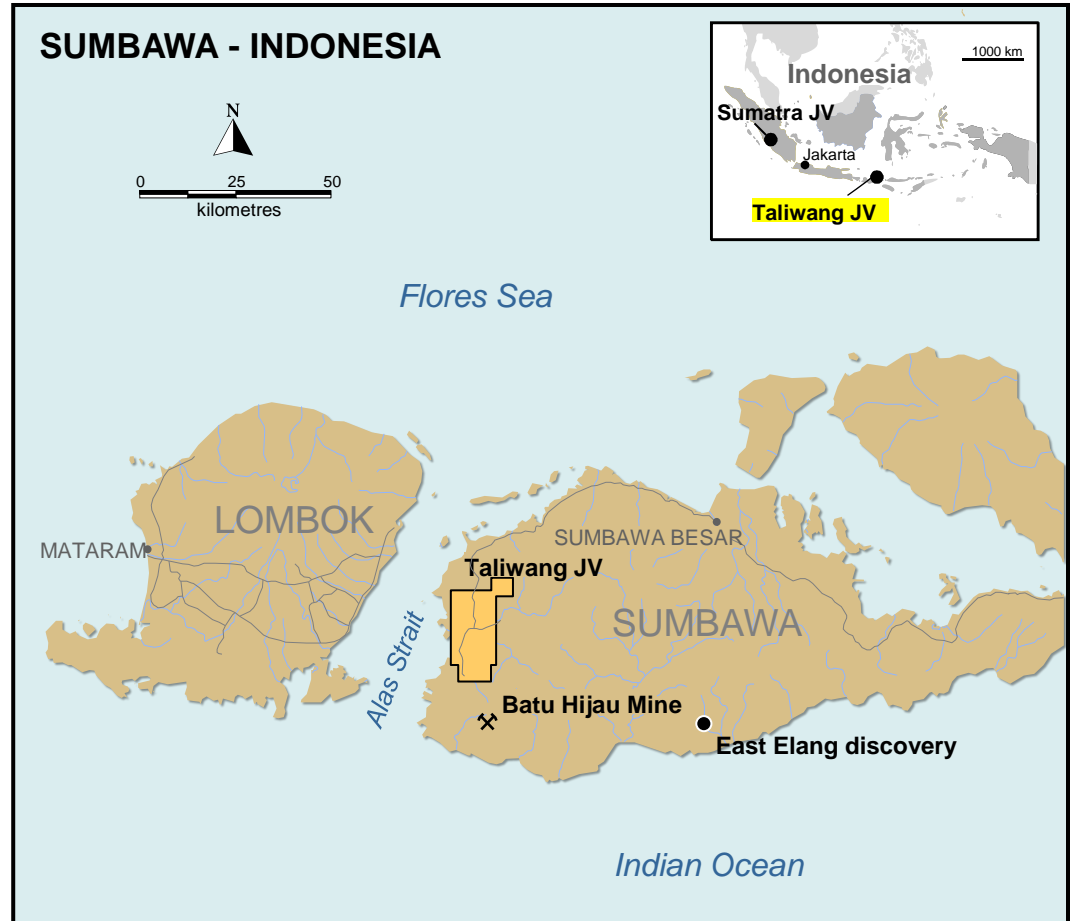 SUMBAWA - INDONESIA
N
0 25 50
kilometres
1000 km
Indonesia
Sumatra JV
Jakarta
Taliwang JV
Flores Sea
LOMBOK
MATARAM
SUMBAWA BESAR
Taliwang JV
SUMBAWA
Alas Strait
Batu Hijau Mine
East Elang discovery
Indian Ocean